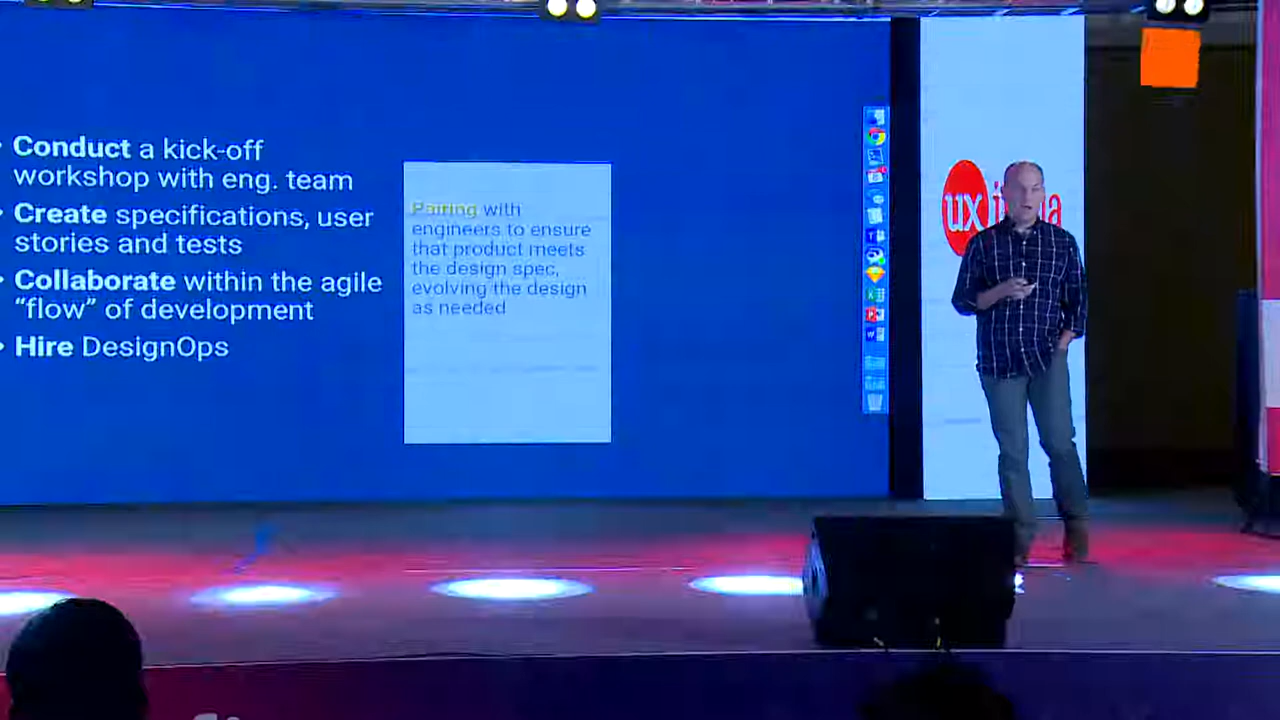 • Conduct a kick-off
workshop with eng. team
• Create specifications, user
stories and tests
• Collaborate within the agile
“flow” of development
• Hire DesignOps
Pairing with
engineers to ensure
that product meets
the design spec,
evolving the design
as needed
ux